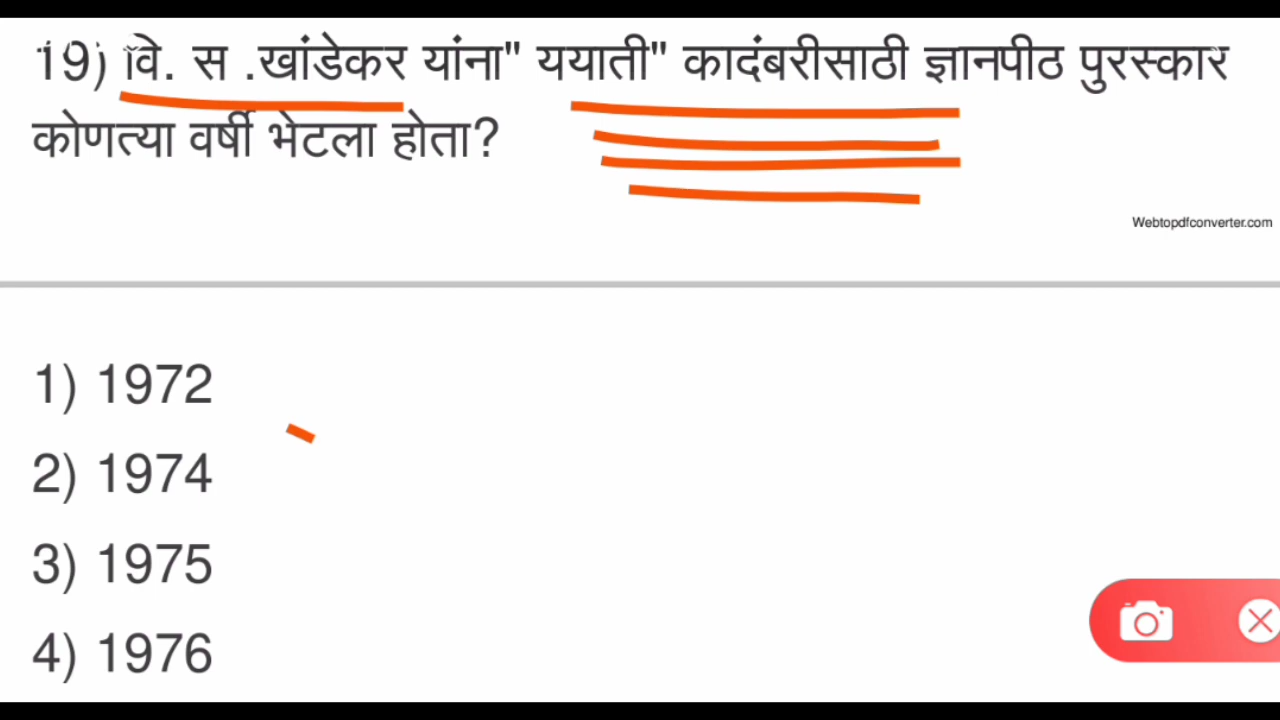 19) वि. स .खांडेकर यांना" ययाती" कादंबरीसाठी ज्ञानपीठ पुरस्कार
कोणत्या वर्षी भेटला होता?
Webtopdfconverter.com
1) 1972
2) 1974
3) 1975
4) 1976